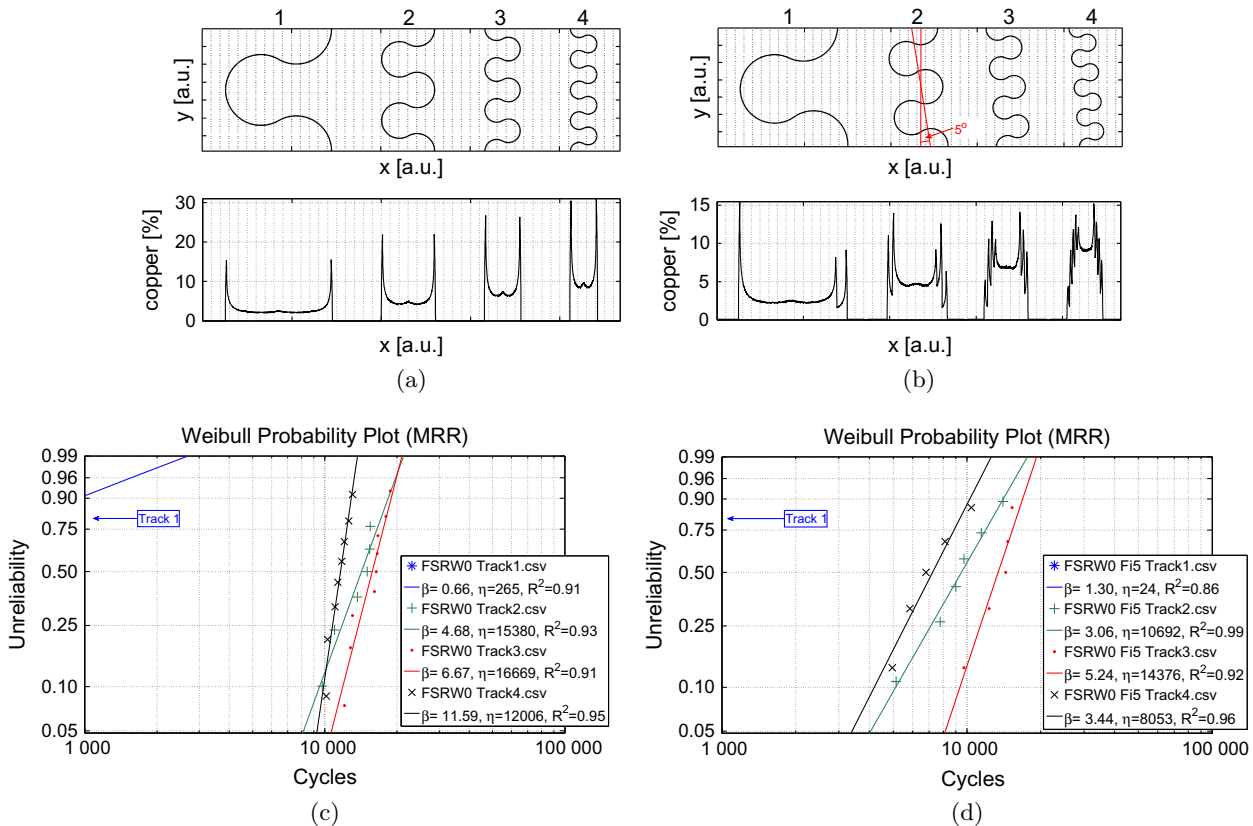 1 2 3 4
y [a.u.]
x [a.u.]
30
20
10
0
copper [%]
x [a.u.]
(a)
1 2 3 4
y [a.u.]
5°
x [a.u.]
15
10
5
0
copper [%]
x [a.u.]
(b)
Weibull Probability Plot (MRR)
0.99
0.96
0.90
0.75
0.50
0.25
0.10
0.05
Unreliability
Track 1
FSRW0 Track1.csv
β= 0.66, η=265, R²=0.91
FSRW0 Track2.csv
β= 4.68, η=15380, R²=0.93
FSRW0 Track3.csv
β= 6.67, η=16669, R²=0.91
FSRW0 Track4.csv
β= 11.59, η=12006, R²=0.95
1 000 10 000 100 000
Cycles
(c)
Weibull Probability Plot (MRR)
0.99
0.96
0.90
0.75
0.50
0.25
0.10
0.05
Unreliability
Track 1
FSRW0 Fi5 Track1.csv
β= 1.30, η=24, R²=0.86
FSRW0 Fi5 Track2.csv
β= 3.06, η=10692, R²=0.99
FSRW0 Fi5 Track3.csv
β= 5.24, η=14376, R²=0.92
FSRW0 Fi5 Track4.csv
β= 3.44, η=8053, R²=0.96
1 000 10 000 100 000
Cycles
(d)